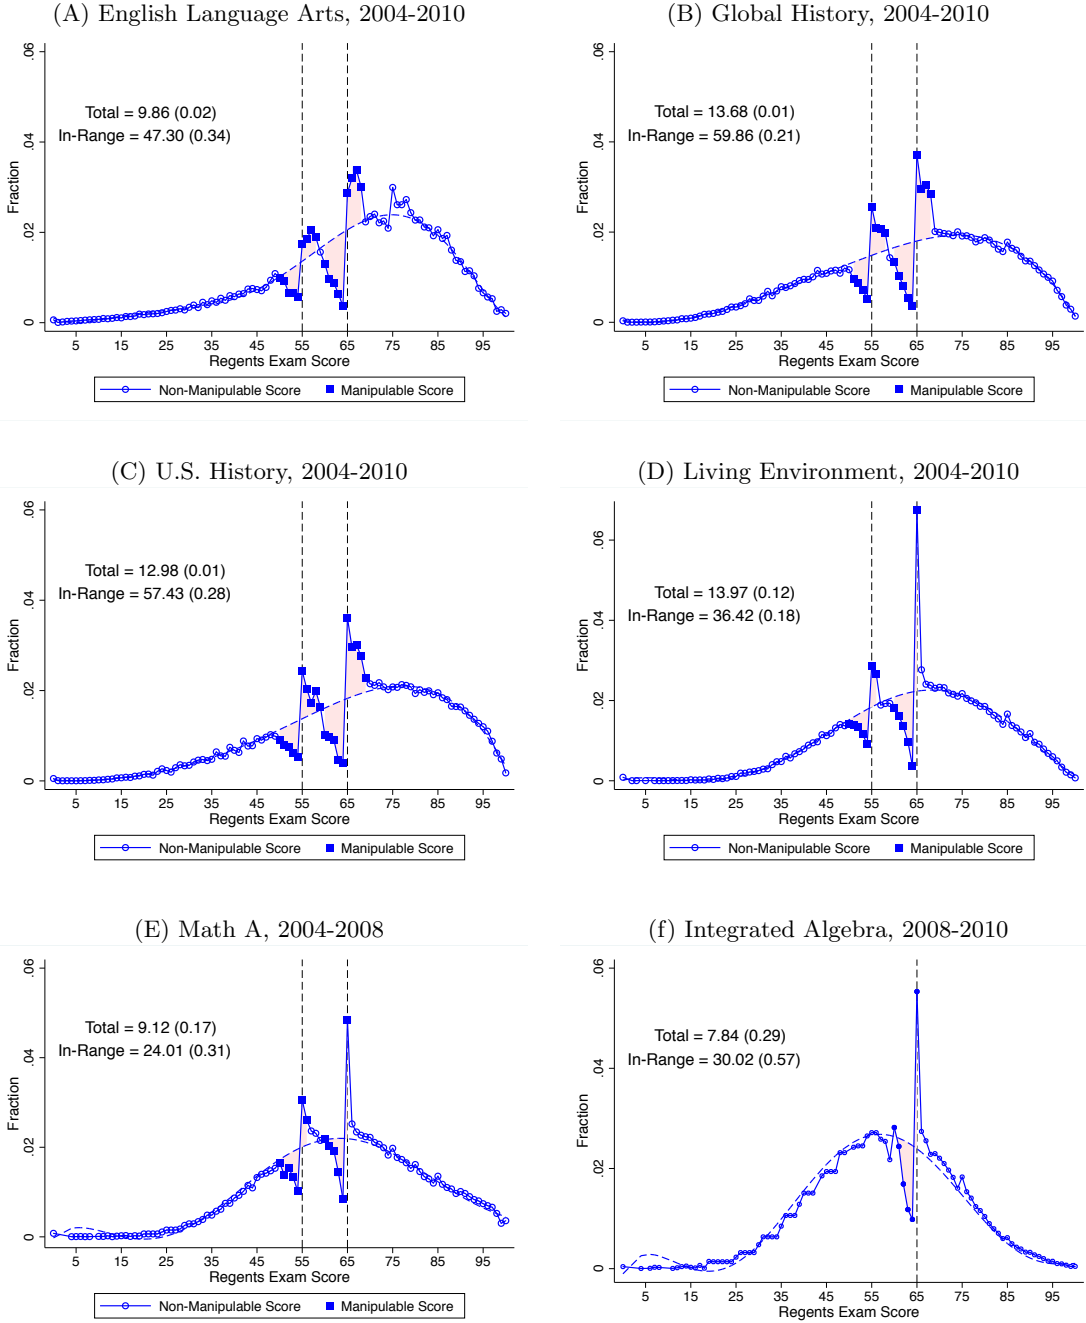 (A) English Language Arts, 2004-2010
Fraction
0 .02 .04 .06
Total = 9.86 (0.02)
In-Range = 47.30 (0.34)
5 15 25 35 45 55 65 75 85 95
Regents Exam Score
Non-Manipulable Score Manipulable Score
(B) Global History, 2004-2010
Fraction
0 .02 .04 .06
Total = 13.68 (0.01)
In-Range = 59.86 (0.21)
5 15 25 35 45 55 65 75 85 95
Regents Exam Score
Non-Manipulable Score Manipulable Score
(C) U.S. History, 2004-2010
Fraction
0 .02 .04 .06
Total = 12.98 (0.01)
In-Range = 57.43 (0.28)
5 15 25 35 45 55 65 75 85 95
Regents Exam Score
Non-Manipulable Score Manipulable Score
(D) Living Environment, 2004-2010
Fraction
0 .02 .04 .06
Total = 13.97 (0.12)
In-Range = 36.42 (0.18)
5 15 25 35 45 55 65 75 85 95
Regents Exam Score
Non-Manipulable Score Manipulable Score
(E) Math A, 2004-2008
Fraction
0 .02 .04 .06
Total = 9.12 (0.17)
In-Range = 24.01 (0.31)
5 15 25 35 45 55 65 75 85 95
Regents Exam Score
Non-Manipulable Score Manipulable Score
(f) Integrated Algebra, 2008-2010
Fraction
0 .02 .04 .06
Total = 7.84 (0.29)
In-Range = 30.02 (0.57)
5 15 25 35 45 55 65 75 85 95
Regents Exam Score